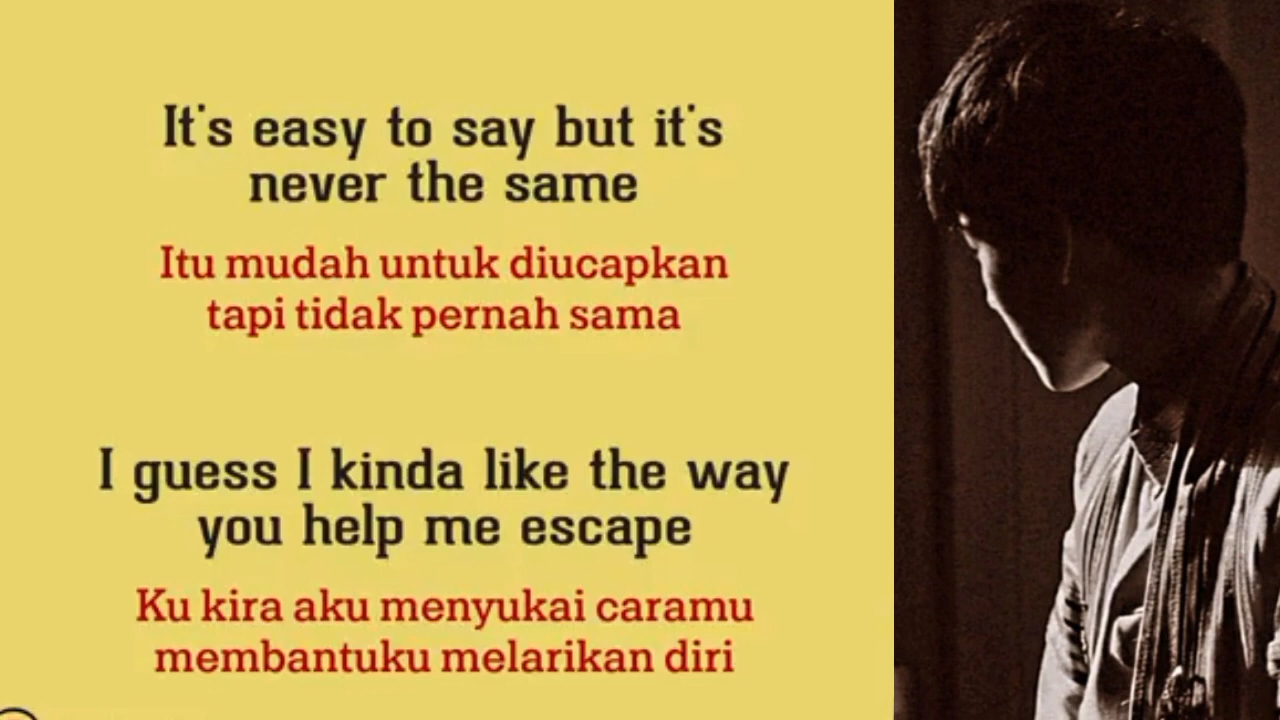 It's easy to say but it's
never the same
Itu mudah untuk diucapkan
tapi tidak pernah sama
I guess I kinda like the way
you help me escape
Ku kira aku menyukai caramu
membantuku melarikan diri